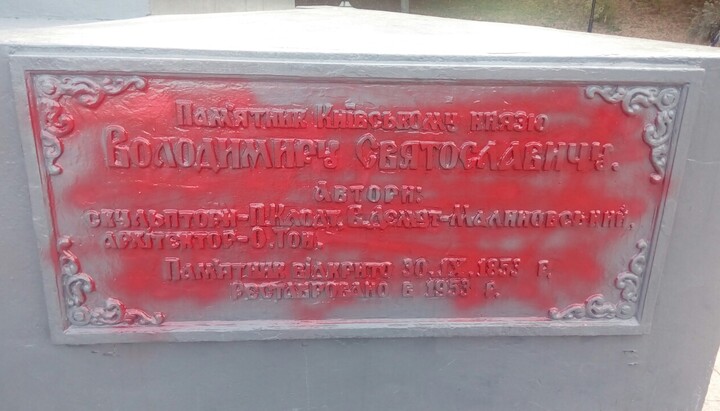 Пам'ятник Київському князю
Володимиру Святославичу.
Автори:
скульптори-П.Клодт, В.Демут-Малиновський,
архітектор-О.Тон.
Пам'ятник відкрито 30.IX.1853 г.
Реставровано в 1953 г.